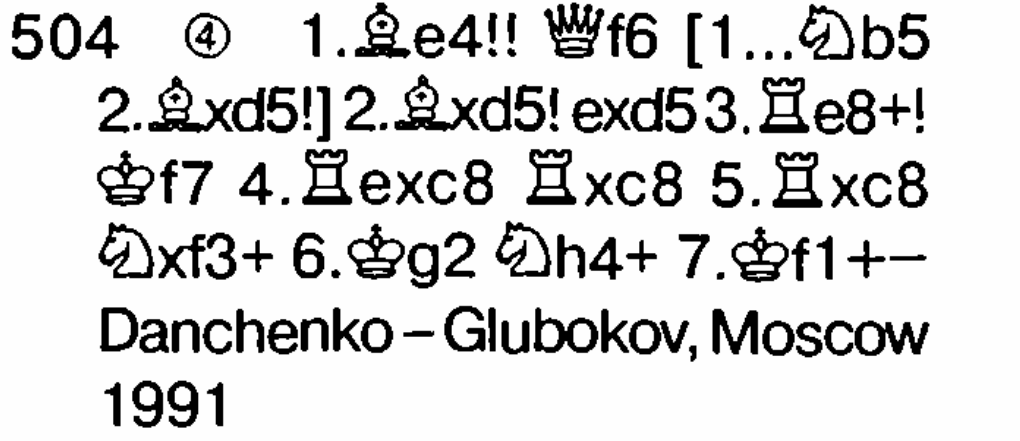 504 ④ 1.♗e4!! ♕f6 [1...♘b5
2.♗xd5!] 2.♗xd5! exd5 3.♖e8+!
♔f7 4.♖exc8 ♖xc8 5.♖xc8
♘xf3+ 6.♔g2 ♘h4+ 7.♔f1+−
Danchenko – Glubokov, Moscow
1991